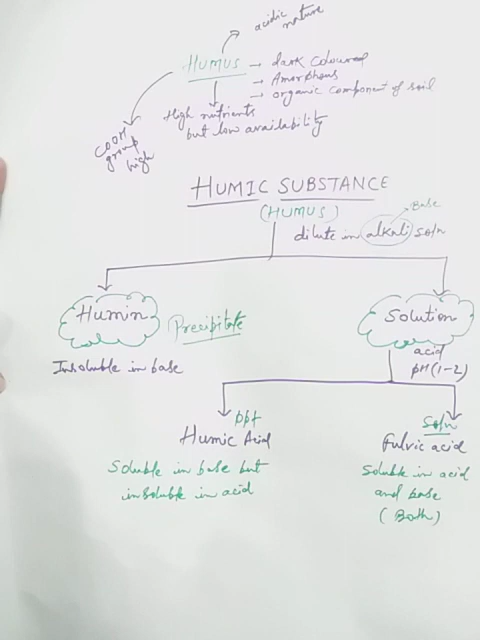 acidic nature
HUMUS → dark coloured
→ Amorphous
→ organic component of soil
High nutrients
but low availability
COOH
group
high
HUMIC SUBSTANCE
(HUMUS)
Base
dilute in alkali soln
Humin
Precipitate
Insoluble in base
Solution
acid
pH (1-2)
ppt
Humic Acid
Soluble in base but
insoluble in acid
Soln
fulvic acid
Soluble in acid
and base
(Both)